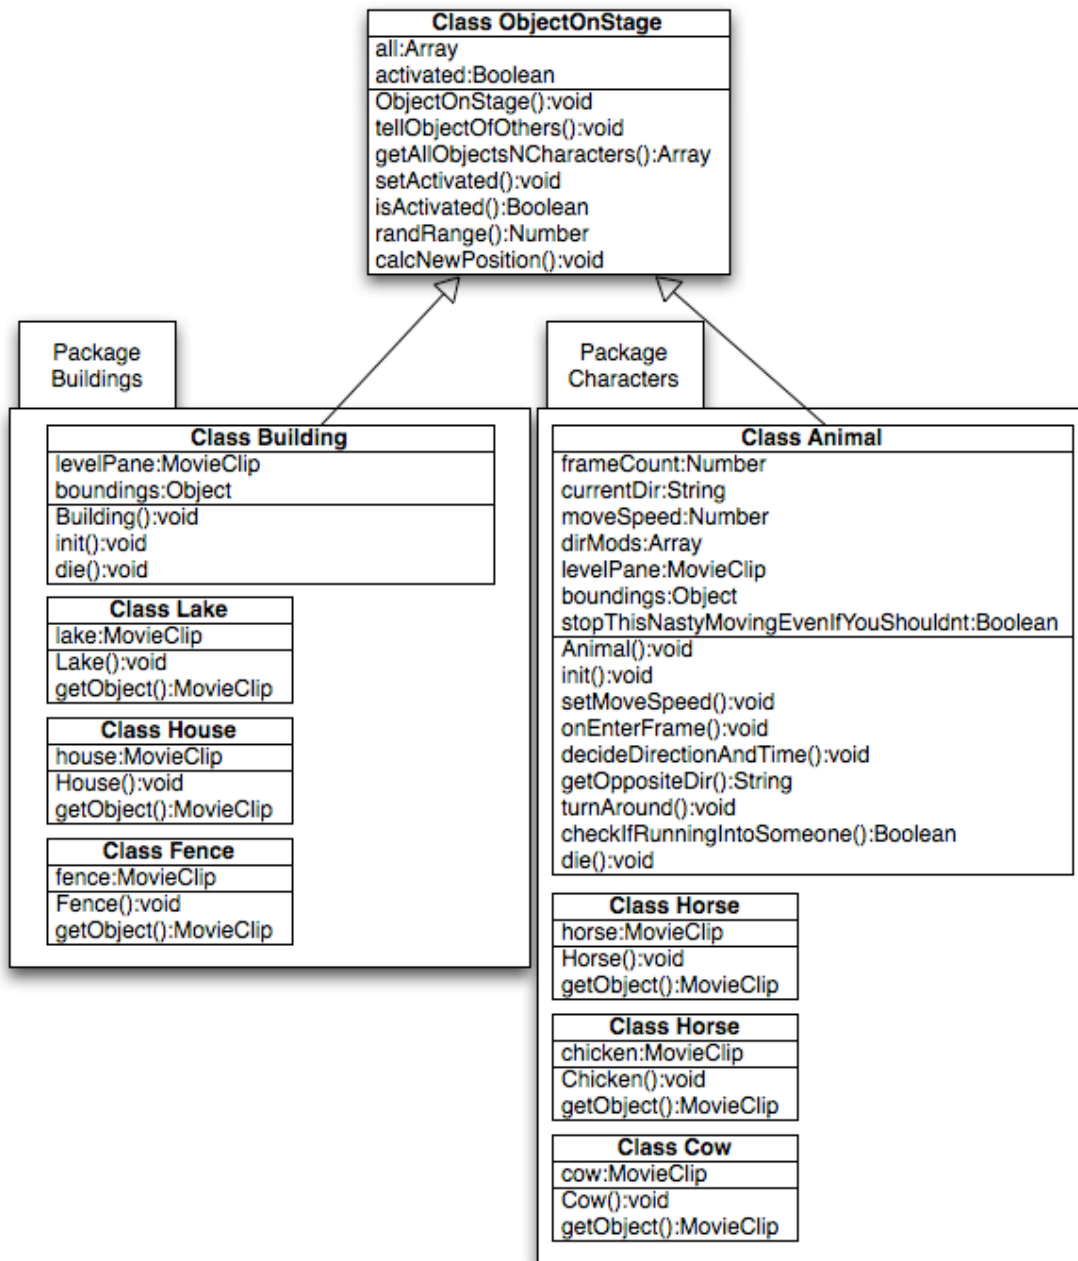 Class ObjectOnStage
all:Array
activated:Boolean
ObjectOnStage():void
tellObjectOfOthers():void
getAllObjectsNCharacters():Array
setActivated():void
isActivated():Boolean
randRange():Number
calcNewPosition():void
Package
Buildings
Class Building
levelPane:MovieClip
boundings:Object
Building():void
init():void
die():void
Class Lake
lake:MovieClip
Lake():void
getObject():MovieClip
Class House
house:MovieClip
House():void
getObject():MovieClip
Class Fence
fence:MovieClip
Fence():void
getObject():MovieClip
Package
Characters
Class Animal
frameCount:Number
currentDir:String
moveSpeed:Number
dirMods:Array
levelPane:MovieClip
boundings:Object
stopThisNastyMovingEvenIfYouShouldnt:Boolean
Animal():void
init():void
setMoveSpeed():void
onEnterFrame():void
decideDirectionAndTime():void
getOppositeDir():String
turnAround():void
checkIfRunningIntoSomeone():Boolean
die():void
Class Horse
horse:MovieClip
Horse():void
getObject():MovieClip
Class Horse
chicken:MovieClip
Chicken():void
getObject():MovieClip
Class Cow
cow:MovieClip
Cow():void
getObject():MovieClip